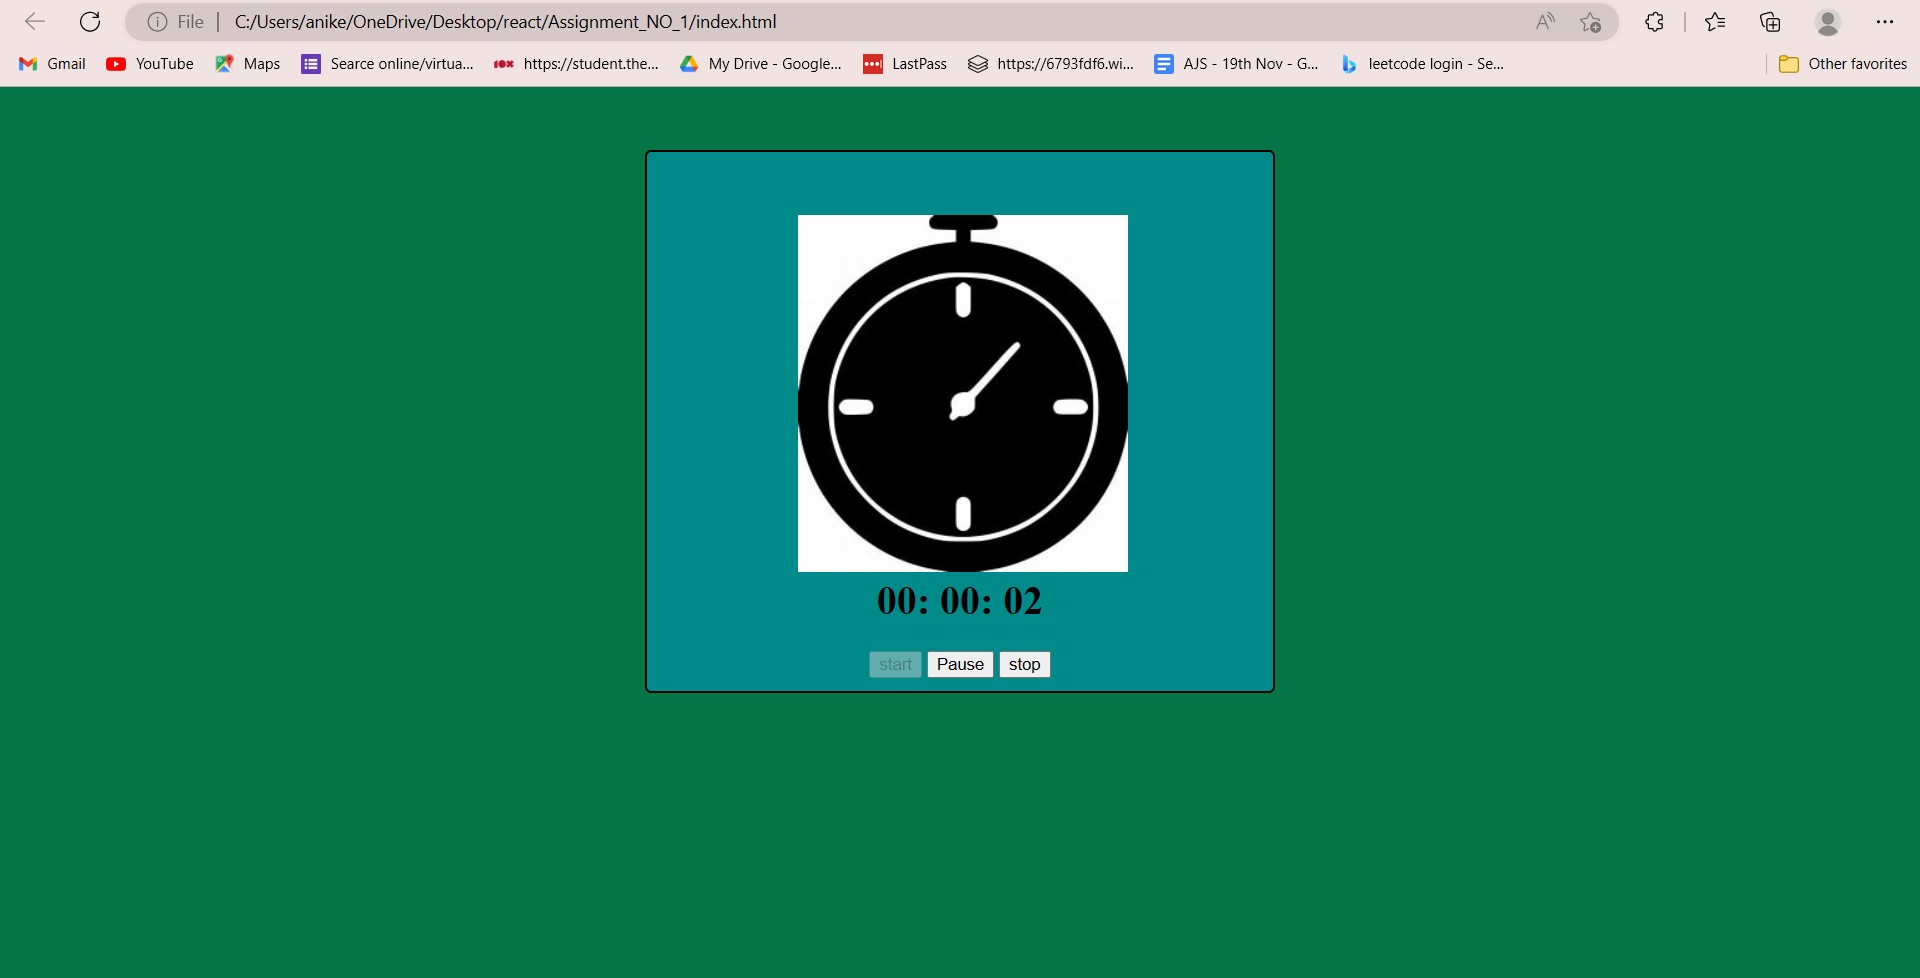 File | C:/Users/anike/OneDrive/Desktop/react/Assignment_NO_1/index.html
Gmail YouTube Maps Searce online/virtua... https://student.the... My Drive - Google... LastPass https://6793fdf6.wi... AJS - 19th Nov - G... leetcode login - Se... Other favorites
00: 00: 02
start Pause stop